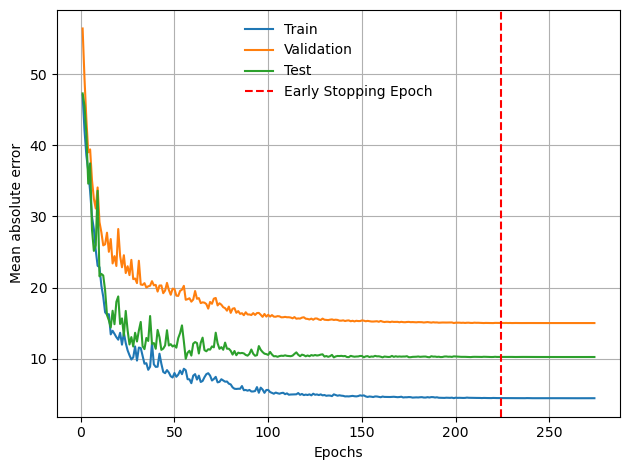 Train
Validation
Test
Early Stopping Epoch
Mean absolute error
50
40
30
20
10
0 50 100 150 200 250
Epochs